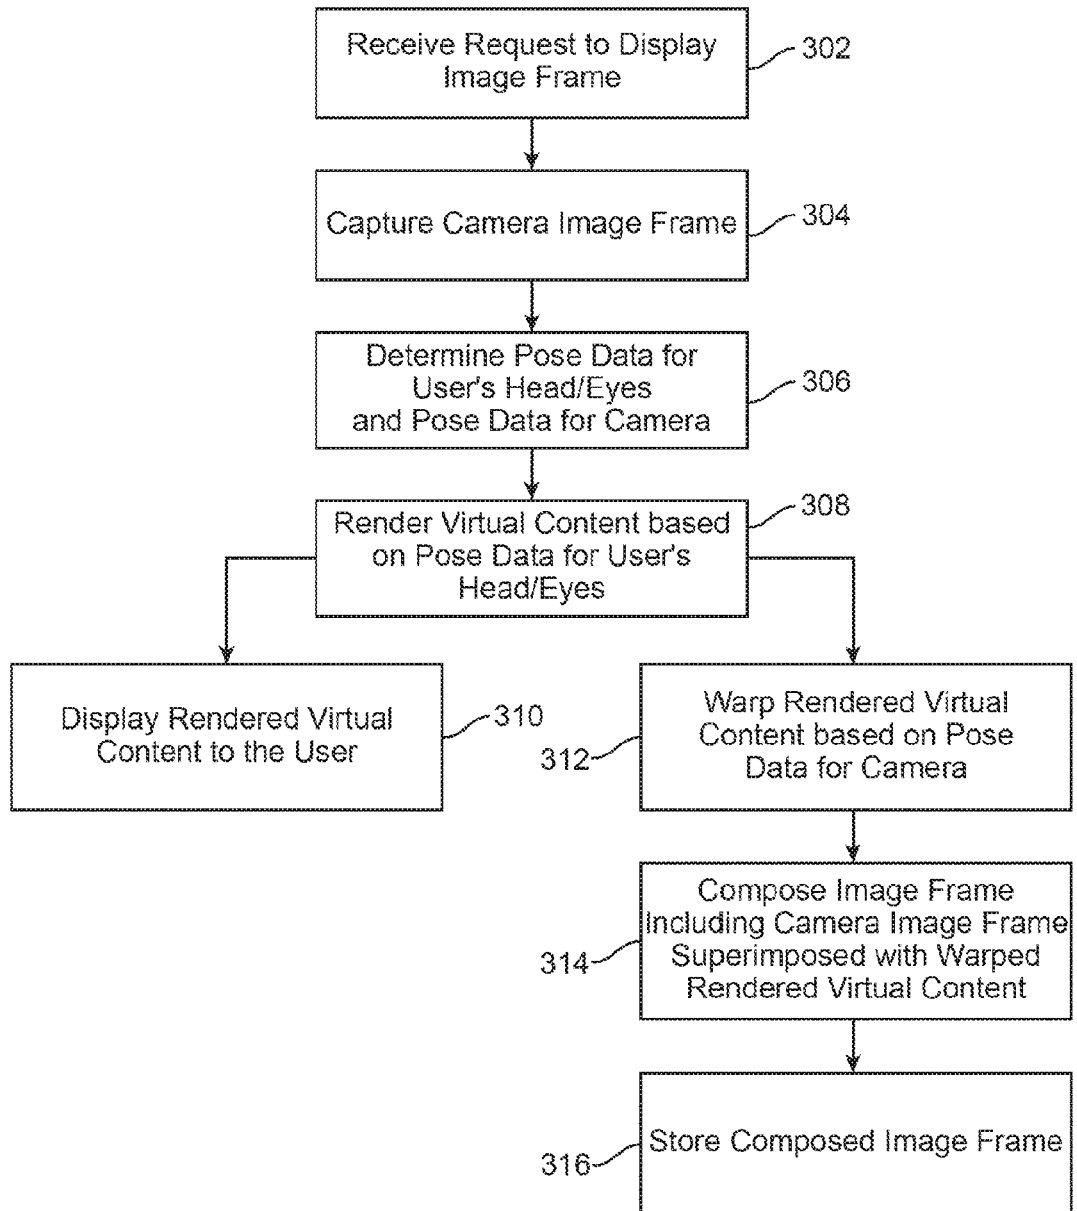 Receive Request to Display
Image Frame
302
Capture Camera Image Frame
304
Determine Pose Data for
User's Head/Eyes
and Pose Data for Camera
306
Render Virtual Content based
on Pose Data for User's
Head/Eyes
308
Display Rendered Virtual
Content to the User
310
Warp Rendered Virtual
Content based on Pose
Data for Camera
312
Compose Image Frame
Including Camera Image Frame
Superimposed with Warped
Rendered Virtual Content
314
Store Composed Image Frame
316